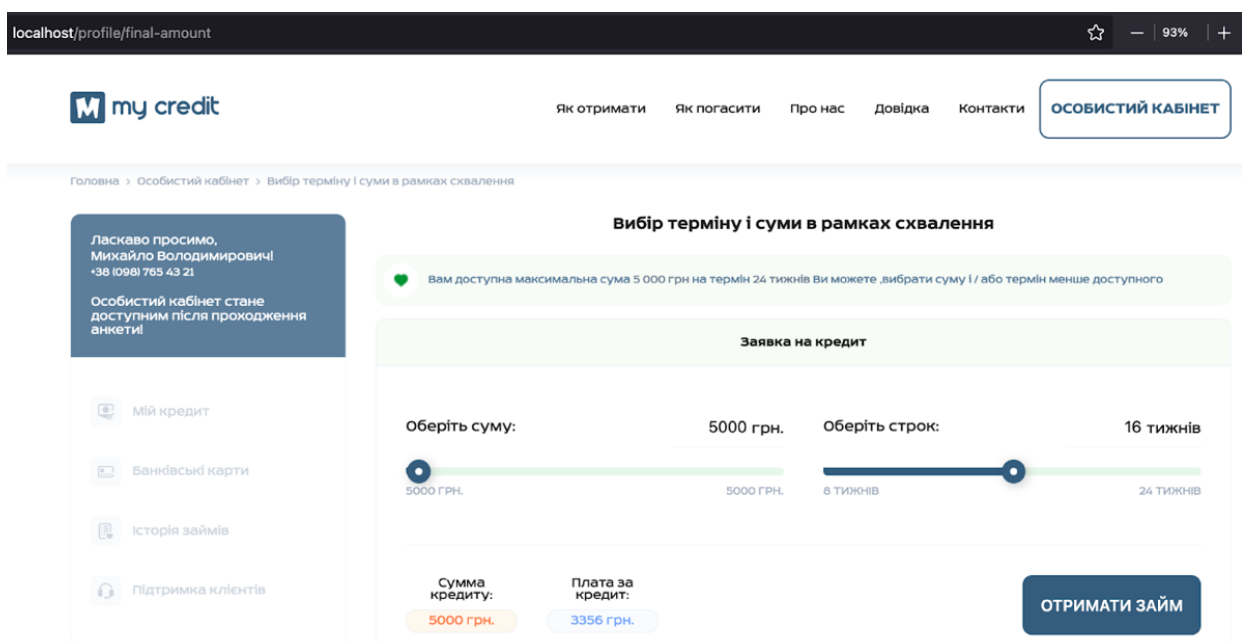 localhost/profile/final-amount
93%
my credit
Як отримати Як погасити Про нас Довідка Контакти ОСОБИСТИЙ КАБІНЕТ
Головна > Особистий кабінет > Вибір терміну і суми в рамках схвалення
Ласкаво просимо,
Михайло Володимирович!
+38 (098) 765 43 21
Особистий кабінет стане
доступним після проходження
анкети!
Мій кредит
Банківські карти
Історія займів
Підтримка клієнтів
Вибір терміну і суми в рамках схвалення
Вам доступна максимальна сума 5 000 грн на термін 24 тижнів Ви можете ,вибрати суму і / або термін менше доступного
Заявка на кредит
Оберіть суму: 5000 грн. Оберіть строк: 16 тижнів
5000 ГРН. 5000 ГРН. 8 ТИЖНІВ 24 ТИЖНІВ
Сумма
кредиту:
5000 грн.
Плата за
кредит:
3356 грн.
ОТРИМАТИ ЗАЙМ